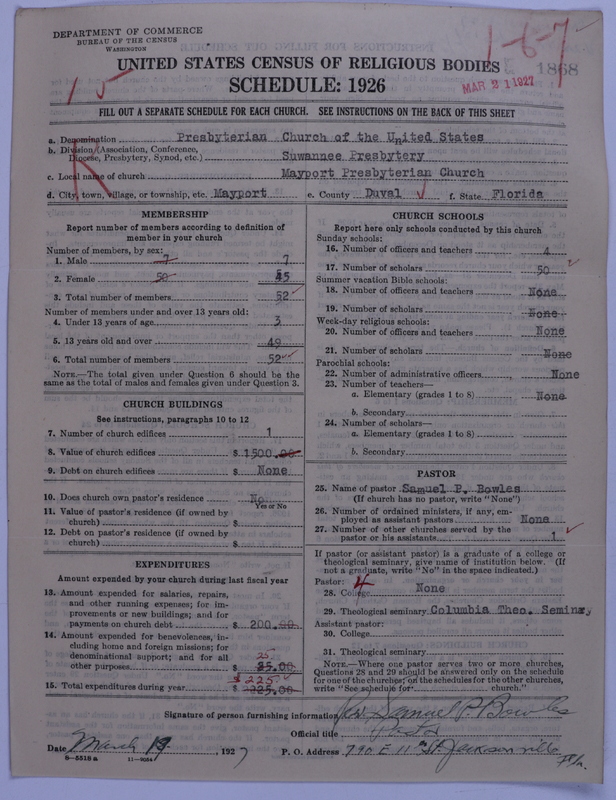 DEPARTMENT OF COMMERCE
BUREAU OF THE CENSUS
WASHINGTON
1-6-7
1868
MAR 21 1927
15
UNITED STATES CENSUS OF RELIGIOUS BODIES
SCHEDULE: 1926
FILL OUT A SEPARATE SCHEDULE FOR EACH CHURCH. SEE INSTRUCTIONS ON THE BACK OF THIS SHEET
a. Denomination Presbyterian Church of the United States
b. Division (Association, Conference, Diocese, Presbytery, Synod, etc.) Suwannee Presbytery
c. Local name of church Mayport Presbyterian Church
d. City, town, village, or township, etc. Mayport e. County Duval f. State Florida
MEMBERSHIP
Report number of members according to definition of
member in your church
Number of members, by sex:
1. Male 7 7
2. Female 50 45
3. Total number of members 52
Number of members under and over 13 years old:
4. Under 13 years of age 3
5. 13 years old and over 49
6. Total number of members 52
NOTE.—The total given under Question 6 should be
same as the total of males and females given under Question 3.
CHURCH BUILDINGS
See instructions, paragraphs 10 to 12
7. Number of church edifices 1
8. Value of church edifices $ 1500.00
9. Debt on church edifices $ None
10. Does church own pastor's residence No
Yes or No
11. Value of pastor's residence (if owned by
church) $
12. Debt on pastor's residence (if owned by
church) $
EXPENDITURES
Amount expended by your church during last fiscal year
13. Amount expended for salaries, repairs,
and other running expenses; for im-
provements or new buildings; and for
payments on church debt $ 200.00
14. Amount expended for benevolences, in-
cluding home and foreign missions; for
denominational support; and for all
other purposes $ 25.00
25
15. Total expenditures during year $ 225.00
$ 225
CHURCH SCHOOLS
Report here only schools conducted by this church
Sunday schools:
16. Number of officers and teachers 4
17. Number of scholars 50
Summer vacation Bible schools:
18. Number of officers and teachers None
19. Number of scholars None
Week-day religious schools:
20. Number of officers and teachers None
21. Number of scholars None
Parochial schools:
22. Number of administrative officers None
23. Number of teachers—
a. Elementary (grades 1 to 8) None
b. Secondary
24. Number of scholars—
a. Elementary (grades 1 to 8)
b. Secondary
PASTOR
25. Name of pastor Samuel P. Bowles
(If church has no pastor, write "None")
26. Number of ordained ministers, if any, em-
ployed as assistant pastors None
27. Number of other churches served by the
pastor or his assistants 1
If pastor (or assistant pastor) is a graduate of a college or
theological seminary, give name of institution below. (If
not a graduate, write "No" in the space indicated.)
Pastor: 4
28. College None
29. Theological seminary Columbia Theo. Seminay
Assistant pastor:
30. College
31. Theological seminary
NOTE.—Where one pastor serves two or more churches,
Questions 28 and 29 should be answered only on the schedule
for one of the churches; on the schedules for the other churches,
write "See schedule for church."
Signature of person furnishing information Rev. Samuel P. Bowles
Official title Pastor
Date March 19, 1927 P. O. Address 790 E 11th St. Jacksonville
Fla.
8—5518 a 11—9054